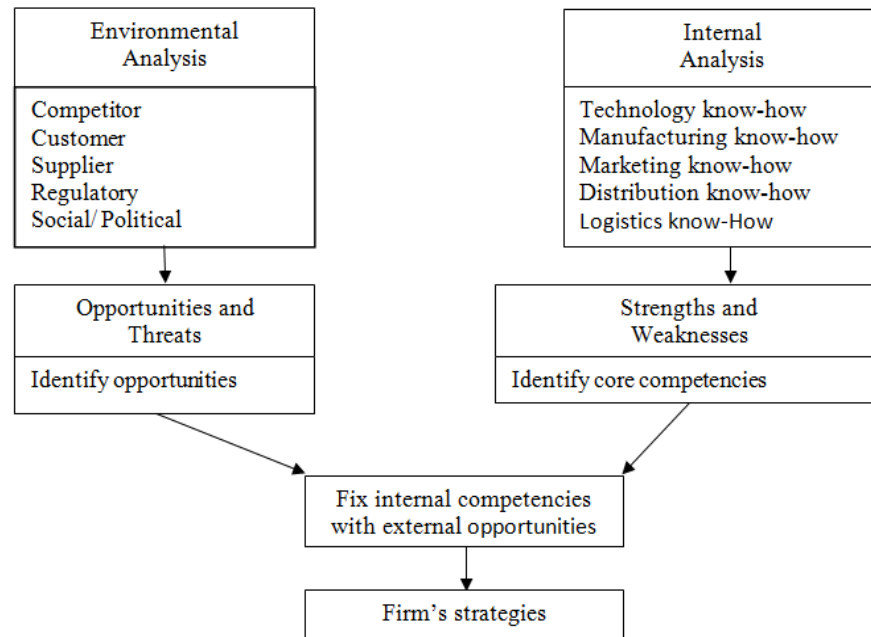 Environmental
Analysis
Competitor
Customer
Supplier
Regulatory
Social/ Political
Internal
Analysis
Technology know-how
Manufacturing know-how
Marketing know-how
Distribution know-how
Logistics know-How
Opportunities and
Threats
Identify opportunities
Strengths and
Weaknesses
Identify core competencies
Fix internal competencies
with external opportunities
Firm's strategies